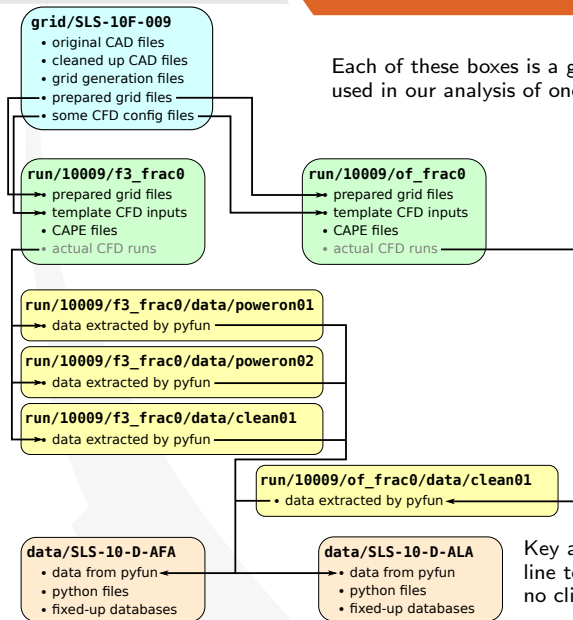 grid/SLS-10F-009
• original CAD files
• cleaned up CAD files
• grid generation files
• prepared grid files
• some CFD config files
Each of these boxes is a g
used in our analysis of one
run/10009/f3_frac0
• prepared grid files
• template CFD inputs
• CAPE files
• actual CFD runs
run/10009/of_frac0
• prepared grid files
• template CFD inputs
• CAPE files
• actual CFD runs
run/10009/f3_frac0/data/poweron01
• data extracted by pyfun
run/10009/f3_frac0/data/poweron02
• data extracted by pyfun
run/10009/f3_frac0/data/clean01
• data extracted by pyfun
run/10009/of_frac0/data/clean01
• data extracted by pyfun
data/SLS-10-D-AFA
• data from pyfun
• python files
• fixed-up databases
data/SLS-10-D-ALA
• data from pyfun
• python files
• fixed-up databases
Key a
line to
no cli